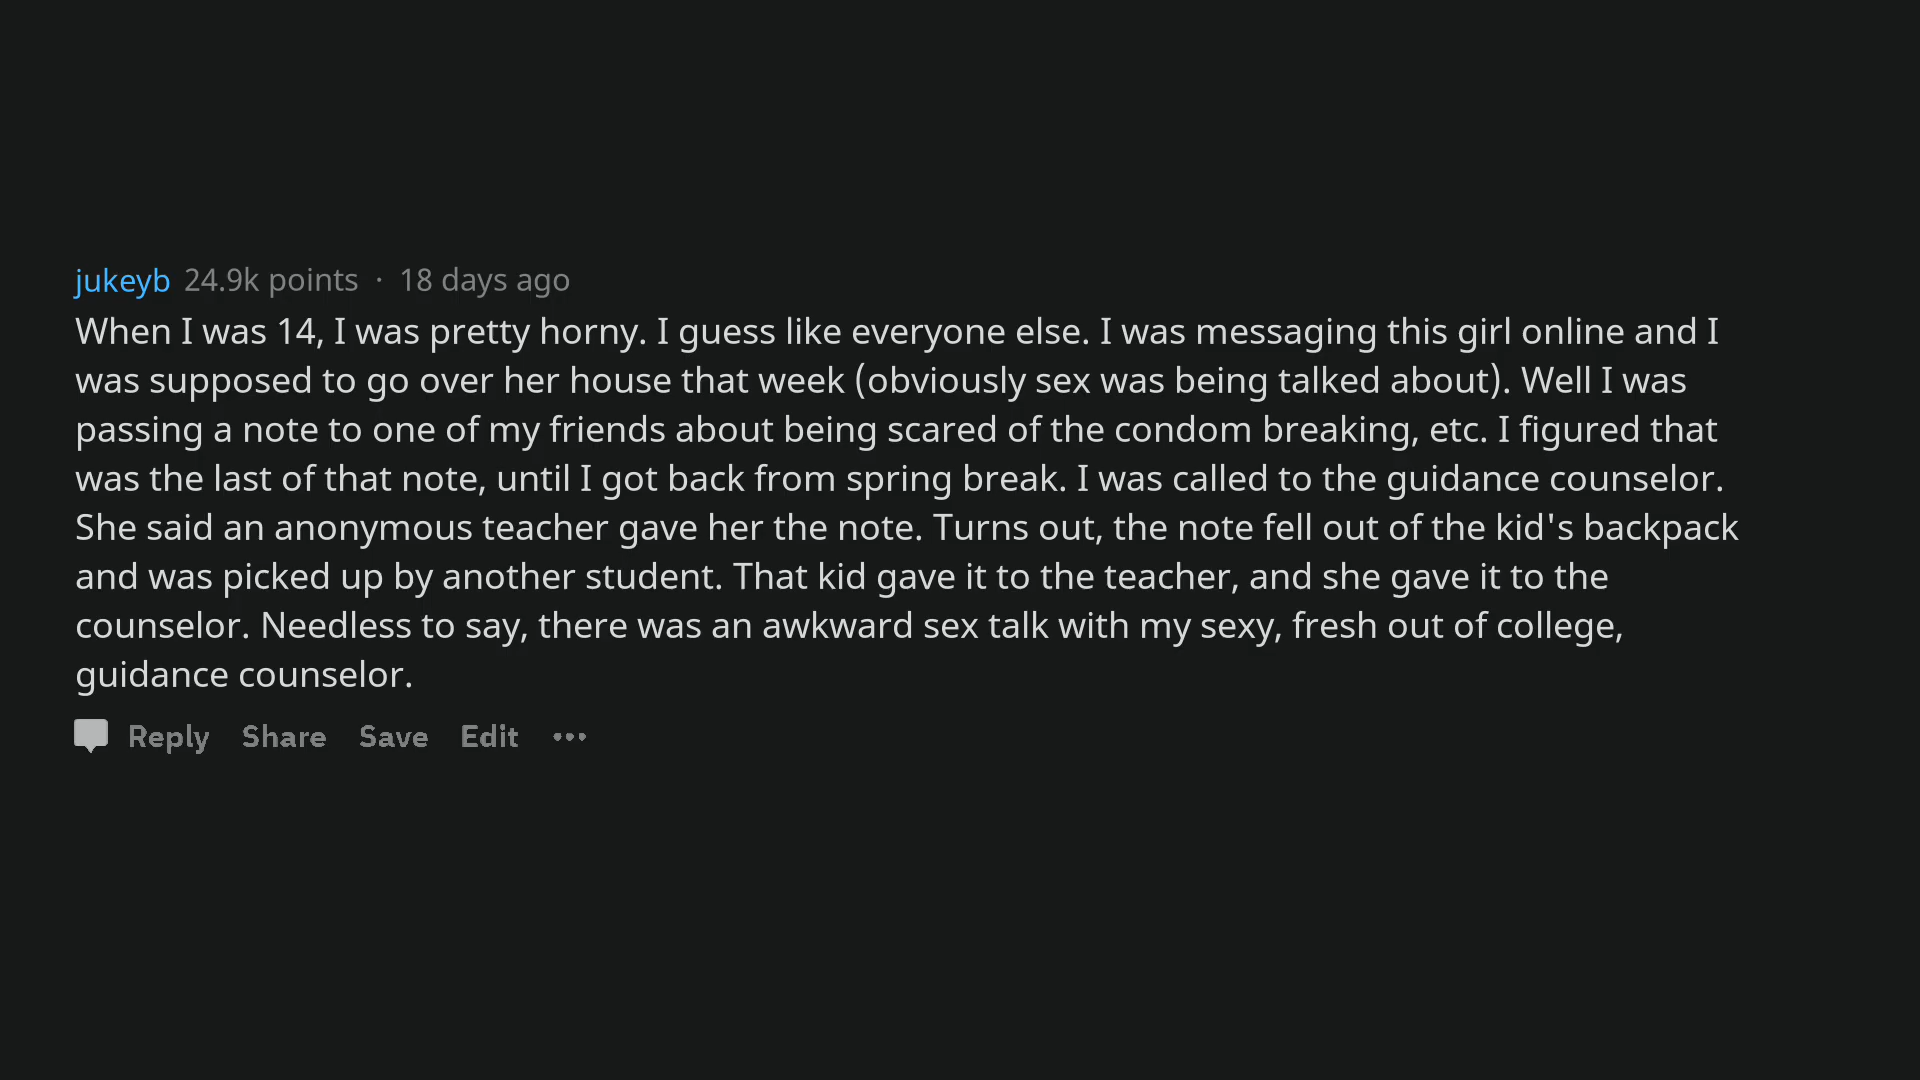 jukeyb 24.9k points · 18 days ago
When I was 14, I was pretty horny. I guess like everyone else. I was messaging this girl online and I
was supposed to go over her house that week (obviously sex was being talked about). Well I was
passing a note to one of my friends about being scared of the condom breaking, etc. I figured that
was the last of that note, until I got back from spring break. I was called to the guidance counselor.
She said an anonymous teacher gave her the note. Turns out, the note fell out of the kid's backpack
and was picked up by another student. That kid gave it to the teacher, and she gave it to the
counselor. Needless to say, there was an awkward sex talk with my sexy, fresh out of college,
guidance counselor.
Reply Share Save Edit ···